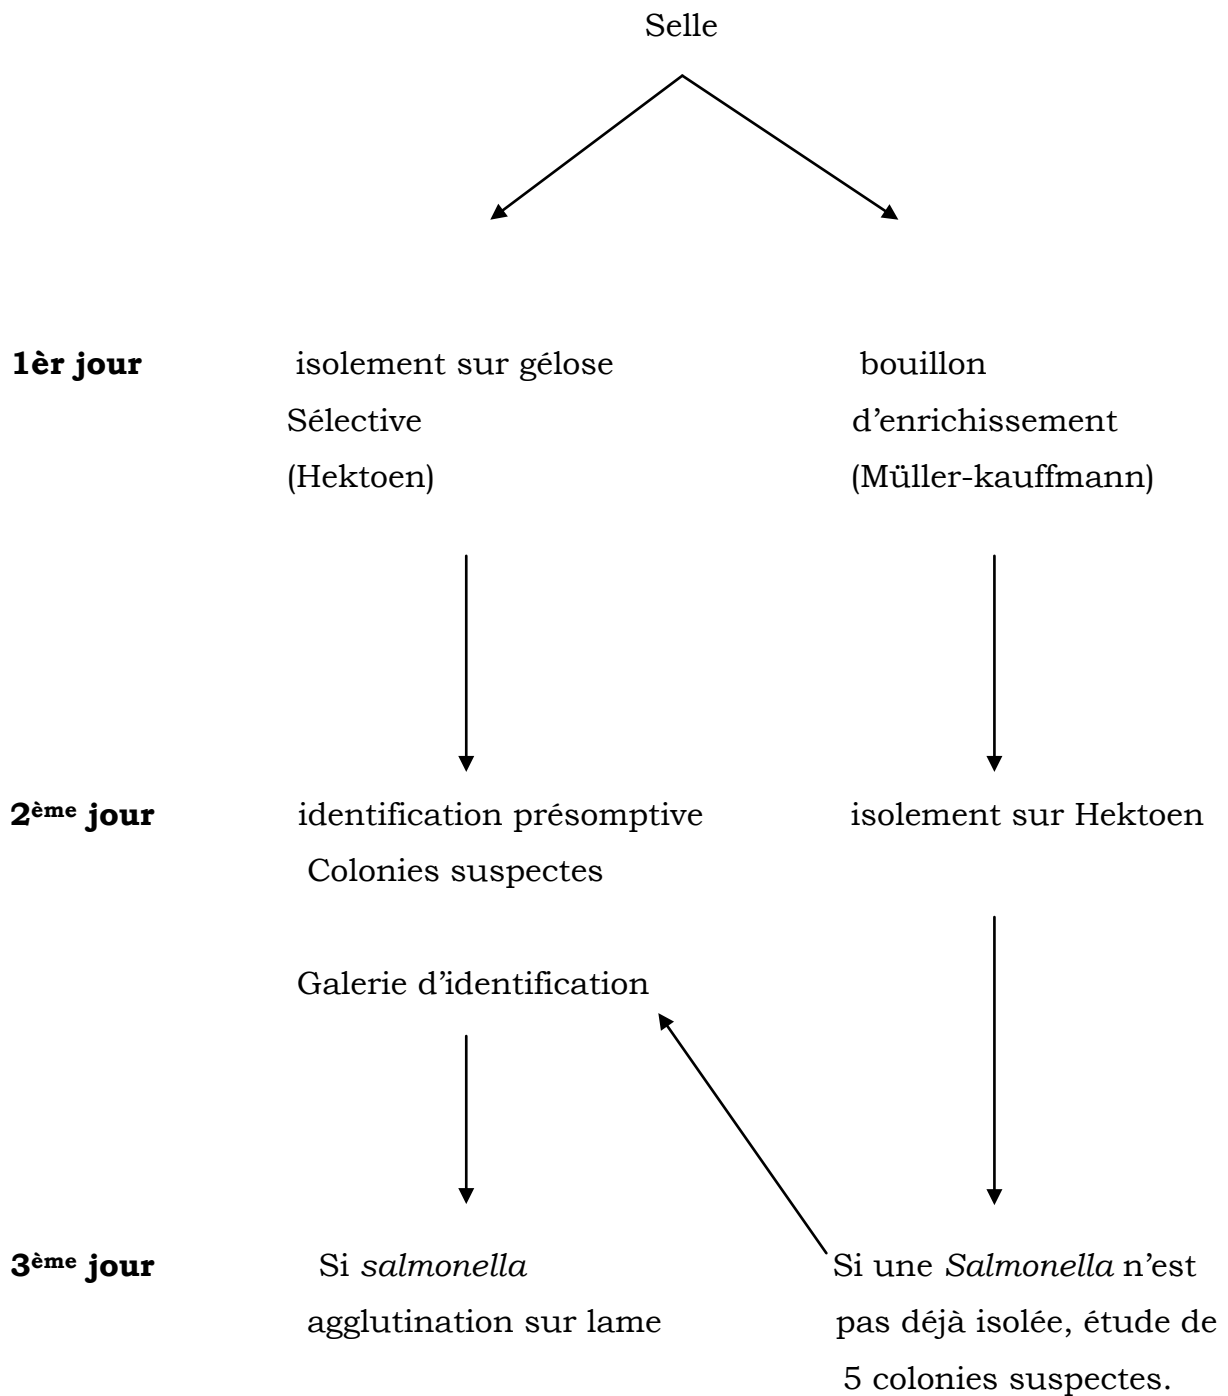 Selle
1èr jour
isolement sur gélose
Sélective
(Hektoen)
bouillon
d’enrichissement
(Müller-kauffmann)
2ème jour
identification présomptive
Colonies suspectes
Galerie d’identification
isolement sur Hektoen
3ème jour
Si salmonella
agglutination sur lame
Si une Salmonella n’est
pas déjà isolée, étude de
5 colonies suspectes.